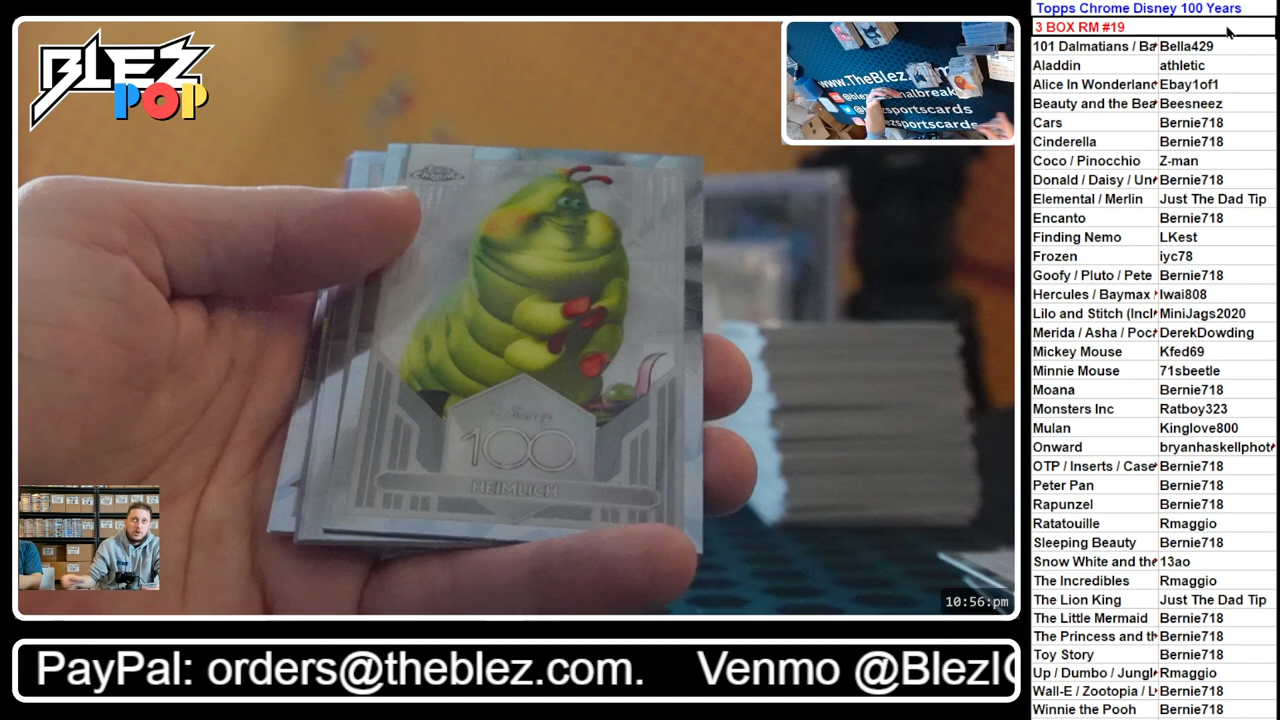 BLEZ
POP
CHROME
Disney
100
HEIMLICH
10:56:pm
PayPal: orders@theblez.com. Venmo @BlezI
Topps Chrome Disney 100 Years
3 BOX RM #19
101 Dalmatians / Ba Bella429
Aladdin athletic
Alice In Wonderlan Ebay1of1
Beauty and the Bea Beesneez
Cars Bernie718
Cinderella Bernie718
Coco / Pinocchio Z-man
Donald / Daisy / Un Bernie718
Elemental / Merlin Just The Dad Tip
Encanto Bernie718
Finding Nemo LKest
Frozen iyc78
Goofy / Pluto / Pete Bernie718
Hercules / Baymax Iwai808
Lilo and Stitch (Incl MiniJags2020
Merida / Asha / Poc DerekDowding
Mickey Mouse Kfed69
Minnie Mouse 71sbeetle
Moana Bernie718
Monsters Inc Ratboy323
Mulan Kinglove800
Onward bryanhaskellphot
OTP / Inserts / Case Bernie718
Peter Pan Bernie718
Rapunzel Bernie718
Ratatouille Rmaggio
Sleeping Beauty Bernie718
Snow White and the 13ao
The Incredibles Rmaggio
The Lion King Just The Dad Tip
The Little Mermaid Bernie718
The Princess and th Bernie718
Toy Story Bernie718
Up / Dumbo / Jungl Rmaggio
Wall-E / Zootopia / L Bernie718
Winnie the Pooh Bernie718